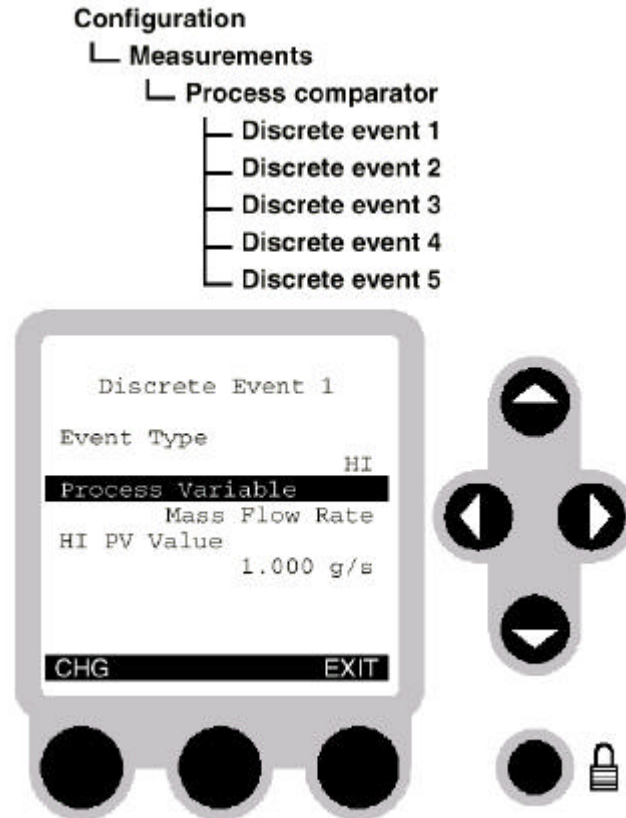 Configuration
Measurements
Process comparator
Discrete event 1
Discrete event 2
Discrete event 3
Discrete event 4
Discrete event 5
Discrete Event 1
Event Type
HI
Process Variable
Mass Flow Rate
HI PV Value
1.000 g/s
CHG EXIT